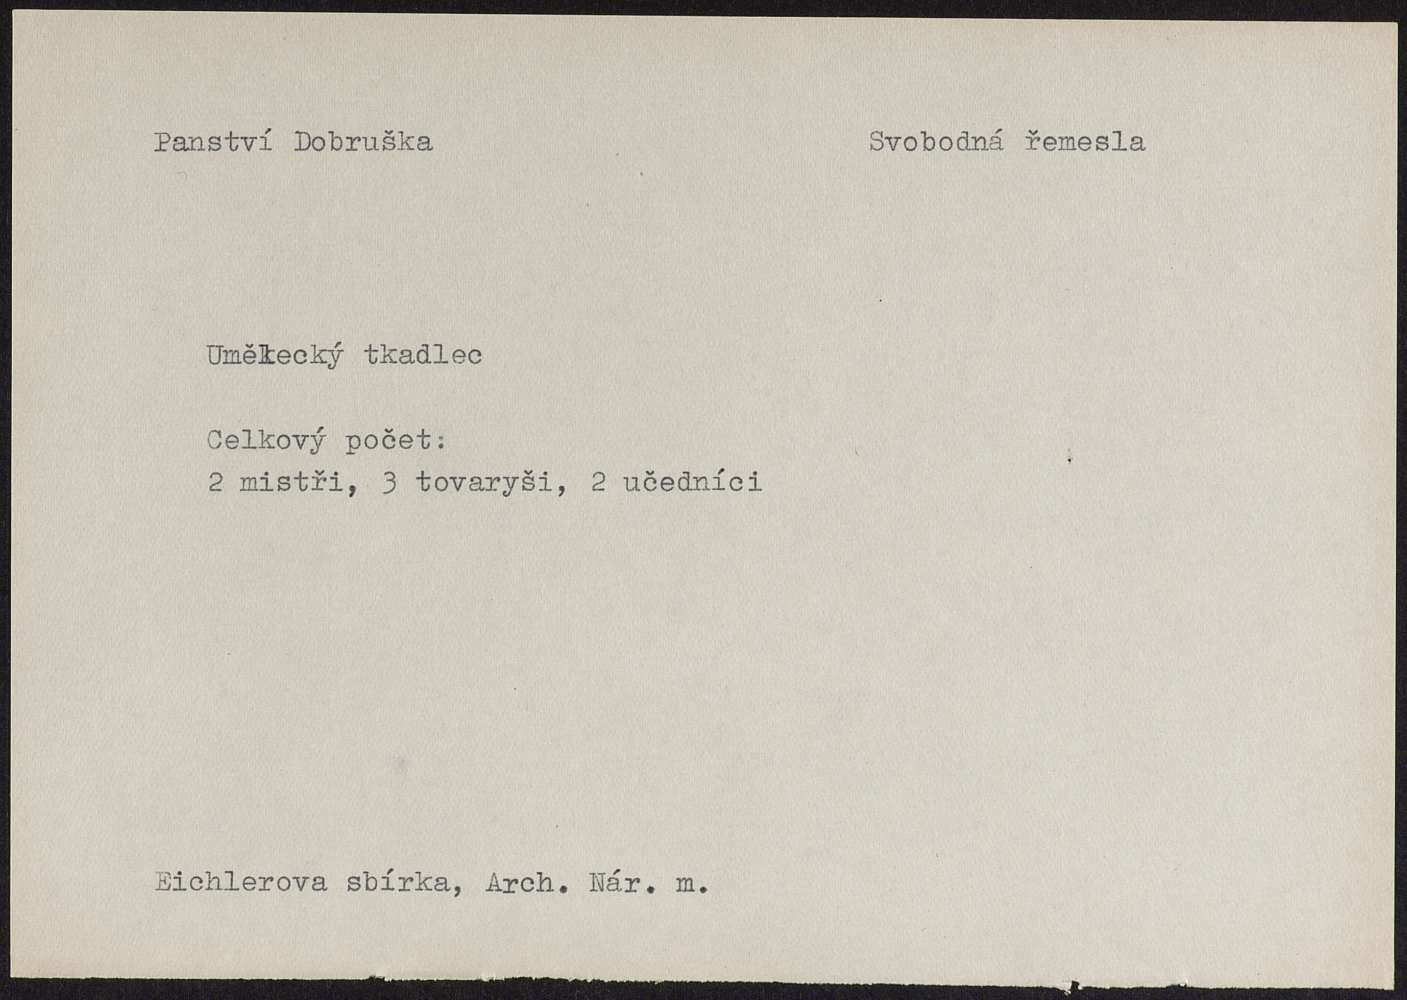 Panství Dobruška Svobodná řemesla
Umělecký tkadlec
Celkový počet:
2 mistři, 3 tovaryši, 2 učedníci
Eichlerova sbírka, Arch. Nár. m.